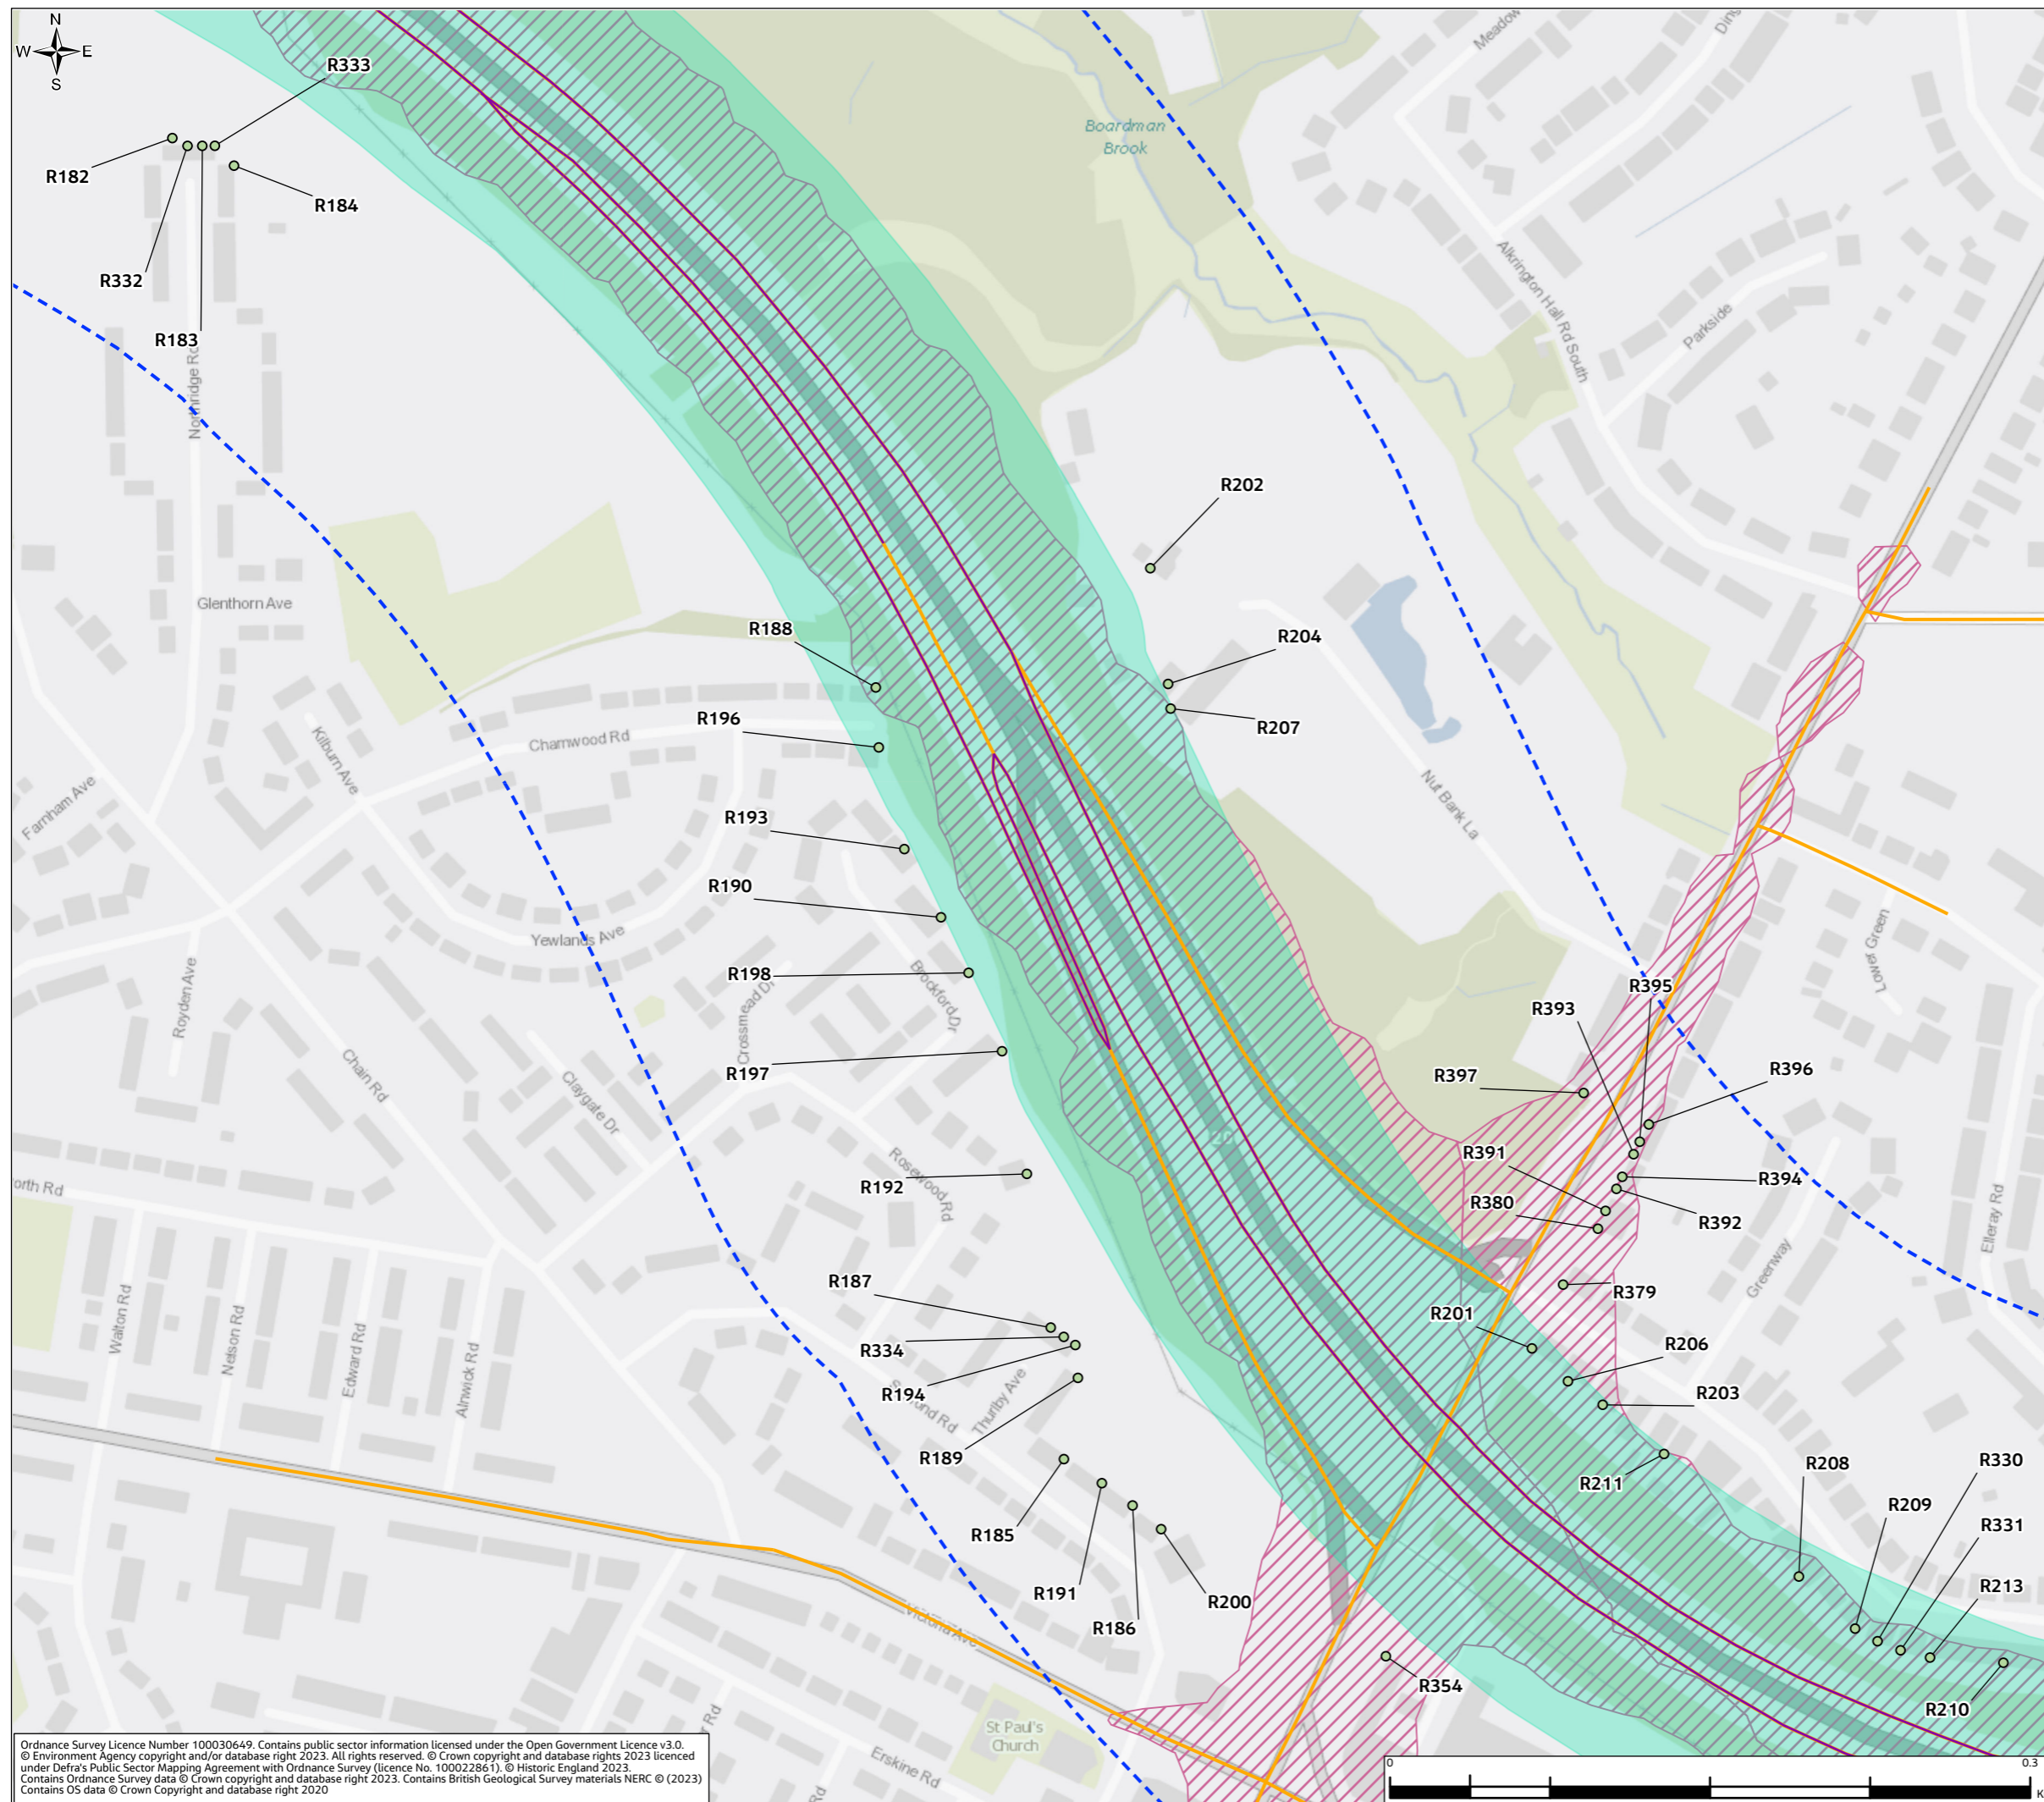 N
W E
S
R333
R182
R184
R332
R183
Boardman
Brook
Meadow
Ding
Alkrington Hall Rd South
Parkside
Northridge Rd
R202
Glenthorn Ave
R188
R204
R196
R207
Charnwood Rd
Kilburn Ave
Farnham Ave
Nut Bank La
R193
R190
Yewlands Ave
Lower Green
R198
Brockford Dr
Crossmead Dr
Royden Ave
R395
R393
R197
Chain Rd
Claygate Dr
R397
R396
R391
R192
Rosewood Rd
R394
R380
R392
orth Rd
Elleray Rd
Greenway
R187
R379
R201
R334
R206
Walton Rd
Nelson Rd
Edward Rd
Alnwick Rd
R194
Thurlby Ave
R203
R189
R211
R208
R330
R209
R185
R331
R191
R200
R213
R186
Victoria Ave
R354
R210
St Paul's
Church
Erskine Rd
r Rd
Rd
Ordnance Survey Licence Number 100030649. Contains public sector information licensed under the Open Government Licence v3.0.
© Environment Agency copyright and/or database right 2023. All rights reserved. © Crown copyright and database rights 2023 licenced
under Defra's Public Sector Mapping Agreement with Ordnance Survey (licence No. 100022861). © Historic England 2023.
Contains Ordnance Survey data © Crown copyright and database right 2023. Contains British Geological Survey materials NERC © (2023)
Contains OS data © Crown Copyright and database right 2020
0 0.3
K